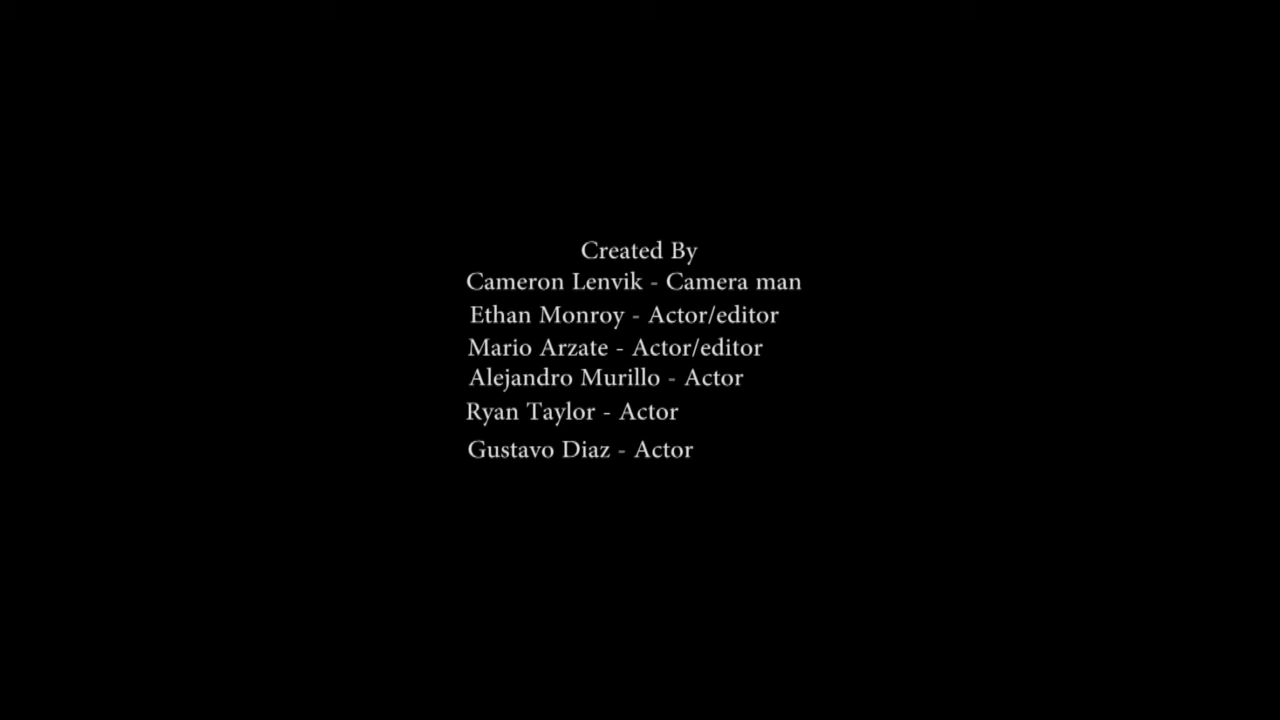 Created By
Cameron Lenvik - Camera man
Ethan Monroy - Actor/editor
Mario Arzate - Actor/editor
Alejandro Murillo - Actor
Ryan Taylor - Actor
Gustavo Diaz - Actor